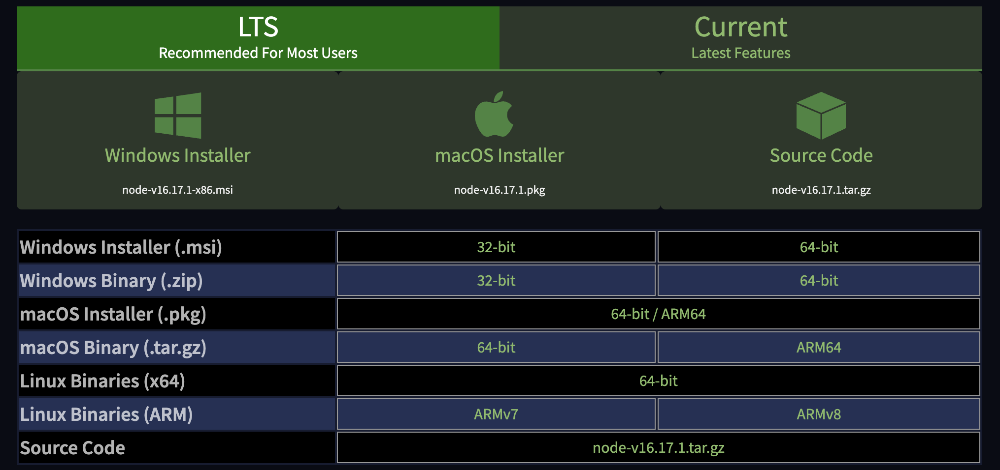 LTS
Recommended For Most Users
Current
Latest Features
Windows Installer
node-v16.17.1-x86.msi
macOS Installer
node-v16.17.1.pkg
Source Code
node-v16.17.1.tar.gz
Windows Installer (.msi) 32-bit 64-bit
Windows Binary (.zip) 32-bit 64-bit
macOS Installer (.pkg) 64-bit / ARM64
macOS Binary (.tar.gz) 64-bit ARM64
Linux Binaries (x64) 64-bit
Linux Binaries (ARM) ARMv7 ARMv8
Source Code node-v16.17.1.tar.gz